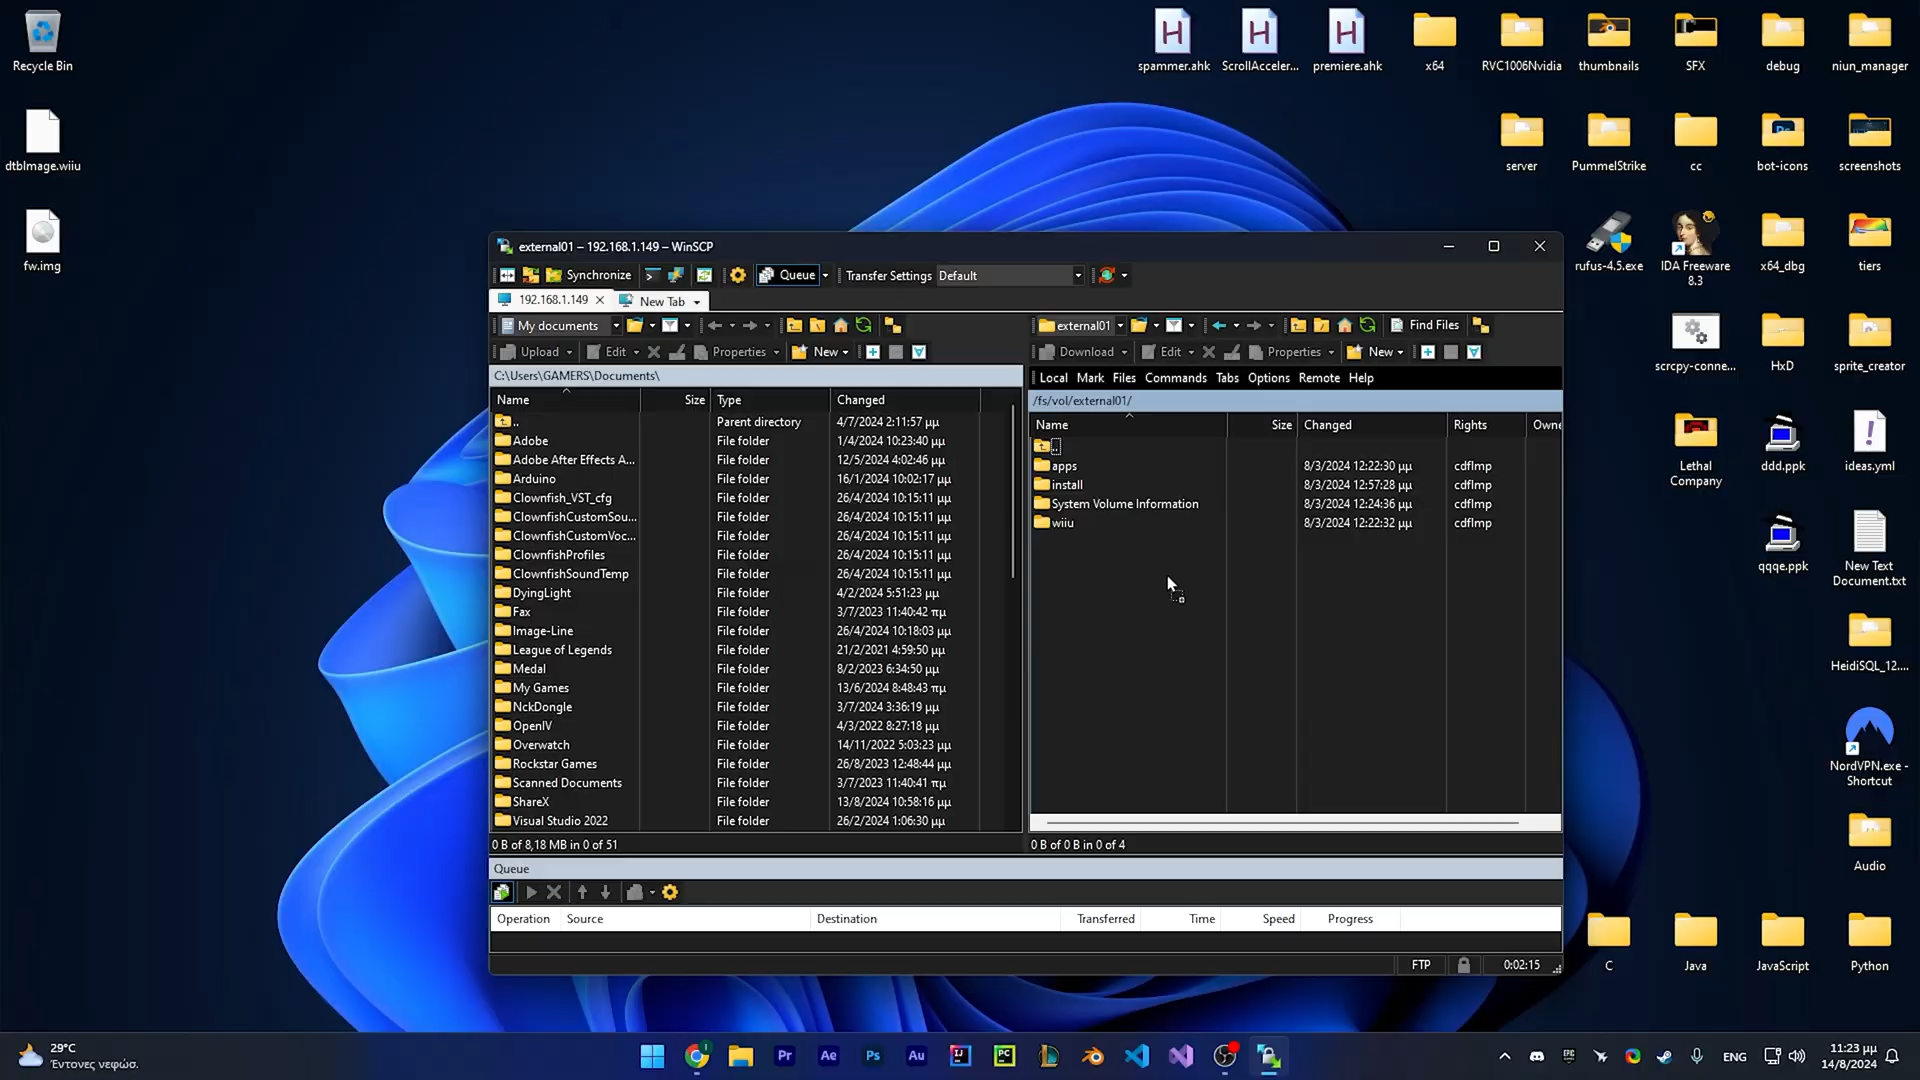 Recycle Bin
dtbImage.wiiu
fw.img
spammer.ahk
ScrollAcceler...
premiere.ahk
x64
RVC1006Nvidia
thumbnails
SFX
debug
niun_manager
server
PummelStrike
cc
bot-icons
screenshots
rufus-4.5.exe
IDA Freeware
8.3
x64_dbg
tiers
scrcpy-conne...
HxD
sprite_creator
Lethal
Company
ddd.ppk
ideas.yml
qqqe.ppk
New Text
Document.txt
HeidiSQL_12....
NordVPN.exe -
Shortcut
Audio
C
Java
JavaScript
Python
external01 – 192.168.1.149 – WinSCP
Synchronize
Queue
Transfer Settings Default
192.168.1.149
New Tab
My documents
Upload
Edit
Properties
New
C:\Users\GAMERS\Documents\
Name Size Type Changed
.. Parent directory 4/7/2024 2:11:57 μμ
Adobe File folder 1/4/2024 10:23:40 μμ
Adobe After Effects A... File folder 12/5/2024 4:02:46 μμ
Arduino File folder 16/1/2024 10:02:17 μμ
Clownfish_VST_cfg File folder 26/4/2024 10:15:11 μμ
ClownfishCustomSou... File folder 26/4/2024 10:15:11 μμ
ClownfishCustomVoc... File folder 26/4/2024 10:15:11 μμ
ClownfishProfiles File folder 26/4/2024 10:15:11 μμ
ClownfishSoundTemp File folder 26/4/2024 10:15:11 μμ
DyingLight File folder 4/2/2024 5:51:23 μμ
Fax File folder 3/7/2023 11:40:42 πμ
Image-Line File folder 26/4/2024 10:18:03 μμ
League of Legends File folder 21/2/2021 4:59:50 μμ
Medal File folder 8/2/2023 6:34:50 μμ
My Games File folder 13/6/2024 8:48:43 πμ
NckDongle File folder 3/7/2024 3:36:19 μμ
OpenIV File folder 4/3/2022 8:27:18 μμ
Overwatch File folder 14/11/2022 5:03:23 μμ
Rockstar Games File folder 26/8/2023 12:48:44 μμ
Scanned Documents File folder 3/7/2023 11:40:41 πμ
ShareX File folder 13/8/2024 10:58:16 μμ
Visual Studio 2022 File folder 26/2/2024 1:06:30 μμ
0 B of 8,18 MB in 0 of 51
external01
Find Files
Download
Edit
Properties
New
Local Mark Files Commands Tabs Options Remote Help
/fs/vol/external01/
Name Size Changed Rights Owne
..
apps 8/3/2024 12:22:30 μμ cdflmp
install 8/3/2024 12:57:28 μμ cdflmp
System Volume Information 8/3/2024 12:24:36 μμ cdflmp
wiiu 8/3/2024 12:22:32 μμ cdflmp
0 B of 0 B in 0 of 4
Queue
Operation Source Destination Transferred Time Speed Progress
FTP
0:02:15
29°C
Έντονες νεφώσ.
Pr
Ae
Ps
Au
IJ
PC
ENG
11:23 μμ
14/8/2024